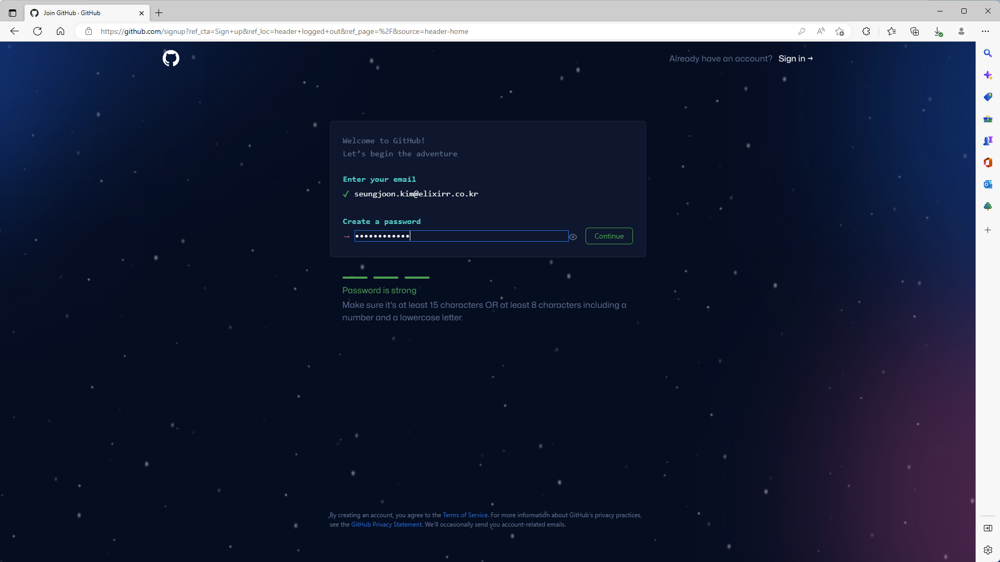 Join GitHub · GitHub
https://github.com/signup?ref_cta=Sign+up&ref_loc=header+logged+out&ref_page=%2F&source=header-home
Already have an account? Sign in →
Welcome to GitHub!
Let’s begin the adventure
Enter your email
✓ seungjoon.kim@elixirr.co.kr
Create a password
→ •••••••••••• Continue
Password is strong
Make sure it's at least 15 characters OR at least 8 characters including a
number and a lowercase letter.
By creating an account, you agree to the Terms of Service. For more information about GitHub's privacy practices,
see the GitHub Privacy Statement. We'll occasionally send you account-related emails.